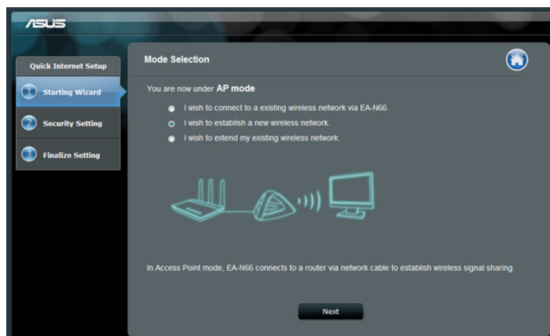 ASUS
Quick Internet Setup
1 Starting Wizard
2 Security Setting
3 Finalize Setting
Mode Selection
You are now under AP mode
I wish to connect to a existing wireless network via EA-N66.
I wish to establish a new wireless network.
I wish to extend my existing wireless network.
In Access Point mode, EA-N66 connects to a router via network cable to establish wireless signal sharing.
Next